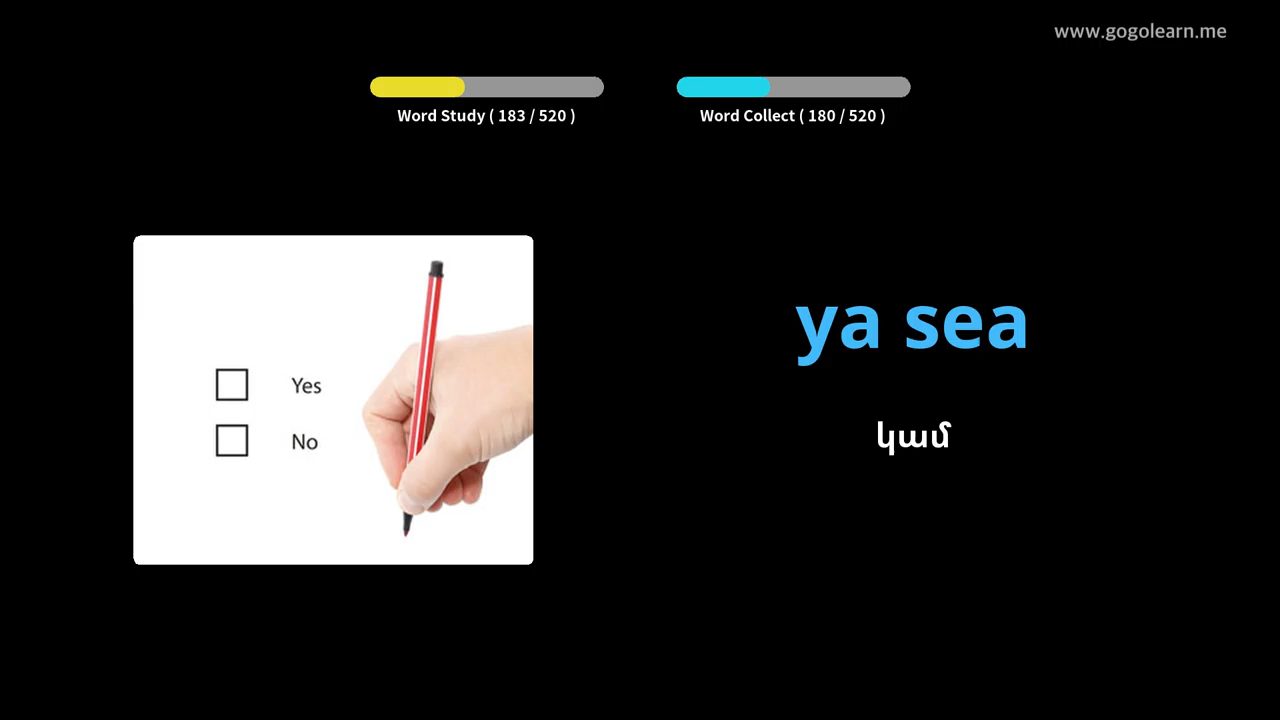 www.gogolearn.me
Word Study ( 183 / 520 )
Word Collect ( 180 / 520 )
Yes
No
ya sea
կամ